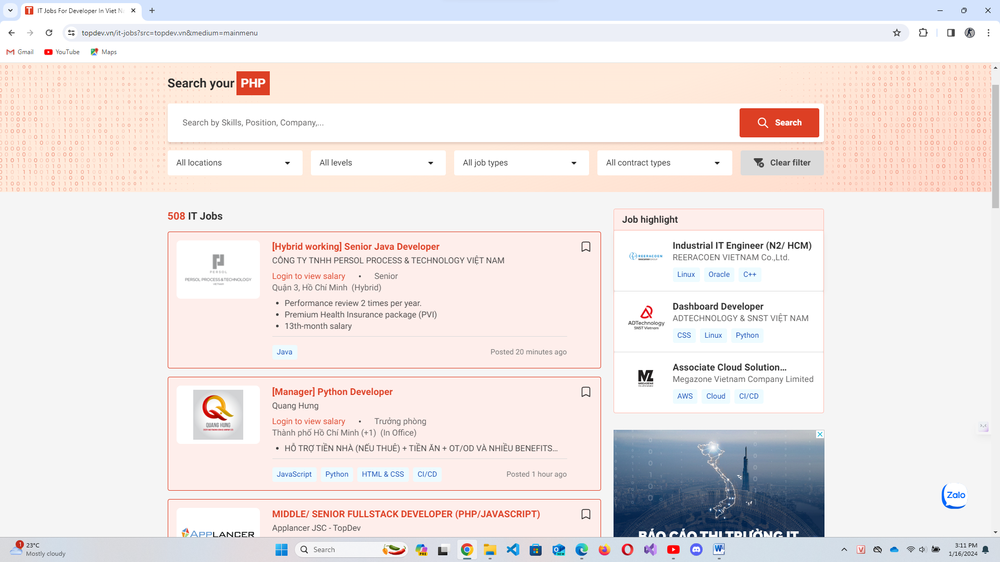 IT Jobs For Developer In Viet Na
topdev.vn/it-jobs?src=topdev.vn&medium=mainmenu
Gmail
YouTube
Maps
Search your PHP
Search by Skills, Position, Company,...
Search
All locations
All levels
All job types
All contract types
Clear filter
508 IT Jobs
[Hybrid working] Senior Java Developer
CÔNG TY TNHH PERSOL PROCESS & TECHNOLOGY VIỆT NAM
Login to view salary • Senior
Quận 3, Hồ Chí Minh (Hybrid)
• Performance review 2 times per year.
• Premium Health Insurance package (PVI)
• 13th-month salary
Java
Posted 20 minutes ago
PERSOL
PERSOL PROCESS & TECHNOLOGY
VIETNAM
[Manager] Python Developer
Quang Hưng
Login to view salary • Trưởng phòng
Thành phố Hồ Chí Minh (+1) (In Office)
• HỖ TRỢ TIỀN NHÀ (NẾU THUÊ) + TIỀN ĂN + OT/OD VÀ NHIỀU BENEFITS...
JavaScript
Python
HTML & CSS
CI/CD
Posted 1 hour ago
QUANG HUNG
MIDDLE/ SENIOR FULLSTACK DEVELOPER (PHP/JAVASCRIPT)
Applancer JSC - TopDev
APPLANCER
Job highlight
Industrial IT Engineer (N2/ HCM)
REERACOEN VIETNAM Co.,Ltd.
Linux
Oracle
C++
REERACOEN
Dashboard Developer
ADTECHNOLOGY & SNST VIỆT NAM
CSS
Linux
Python
ADTechnology
SNST Vietnam
Associate Cloud Solution...
Megazone Vietnam Company Limited
AWS
Cloud
CI/CD
MZ
MEGAZONE
BÁO CÁO THỊ TRƯỜNG IT
Zalo
1
23°C
Mostly cloudy
Search
PRE
NEW
3:11 PM
1/16/2024